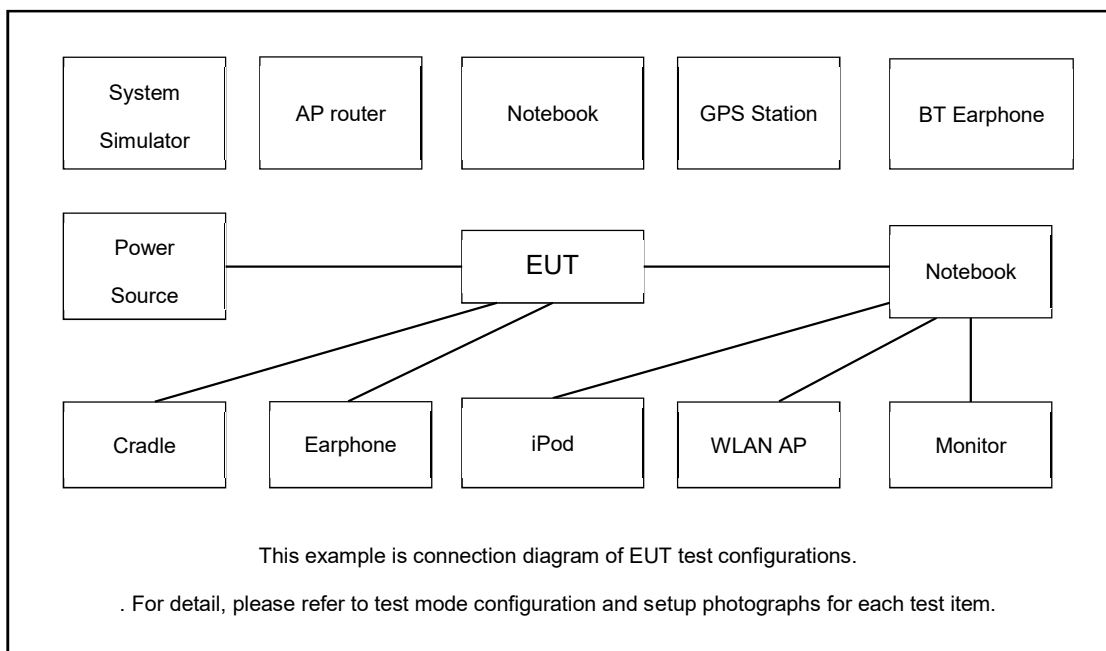 System
Simulator
AP router
Notebook
GPS Station
BT Earphone
Power
Source
EUT
Notebook
Cradle
Earphone
iPod
WLAN AP
Monitor
This example is connection diagram of EUT test configurations.
. For detail, please refer to test mode configuration and setup photographs for each test item.